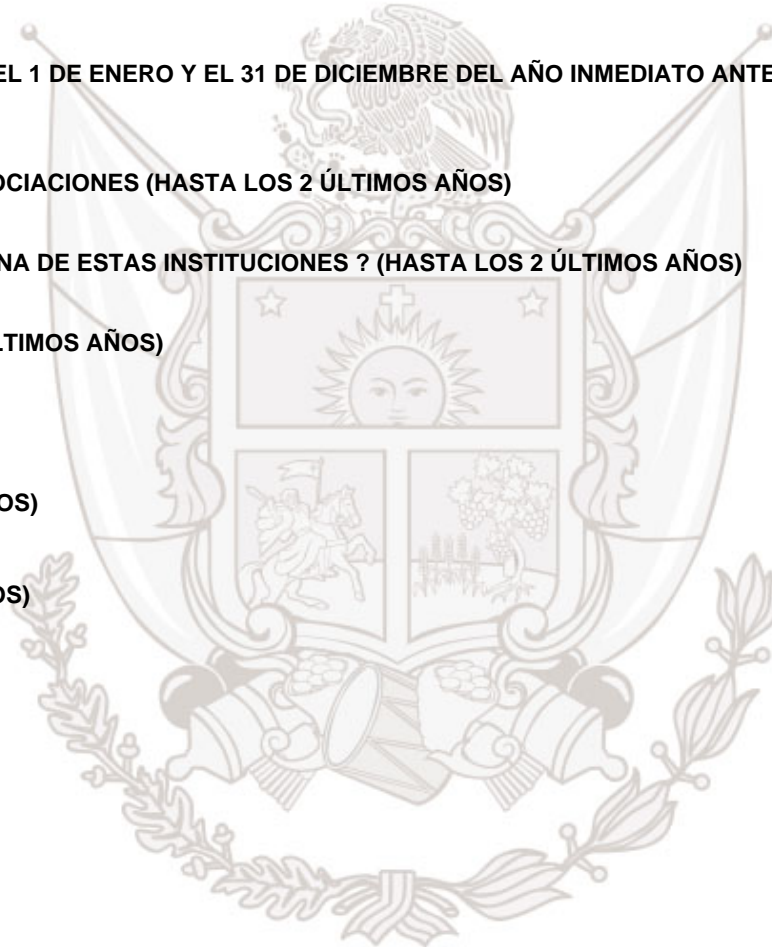 EL 1 DE ENERO Y EL 31 DE DICIEMBRE DEL AÑO INMEDIATO ANTE
OCIACIONES (HASTA LOS 2 ÚLTIMOS AÑOS)
NA DE ESTAS INSTITUCIONES ? (HASTA LOS 2 ÚLTIMOS AÑOS)
LTIMOS AÑOS)
OS)
OS)